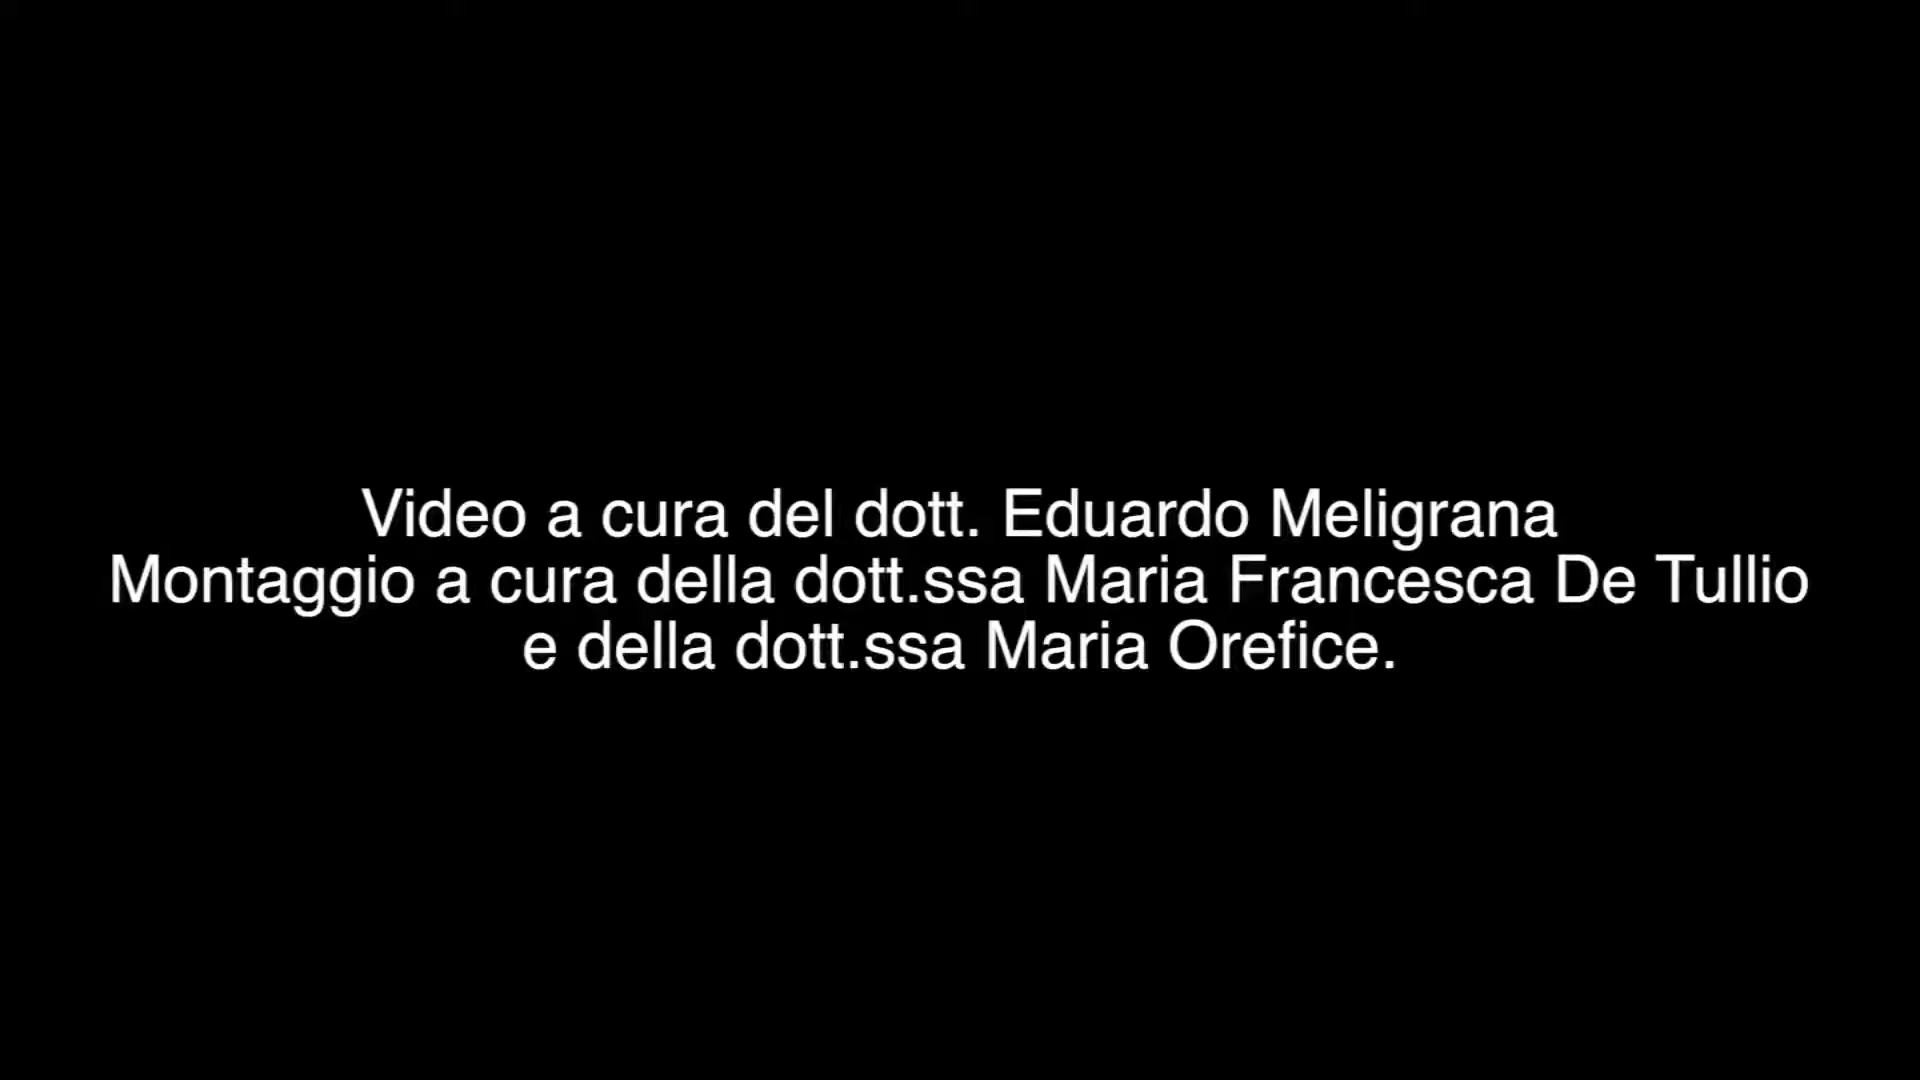 Video a cura del dott. Eduardo Meligrana
Montaggio a cura della dott.ssa Maria Francesca De Tullio
e della dott.ssa Maria Orefice.